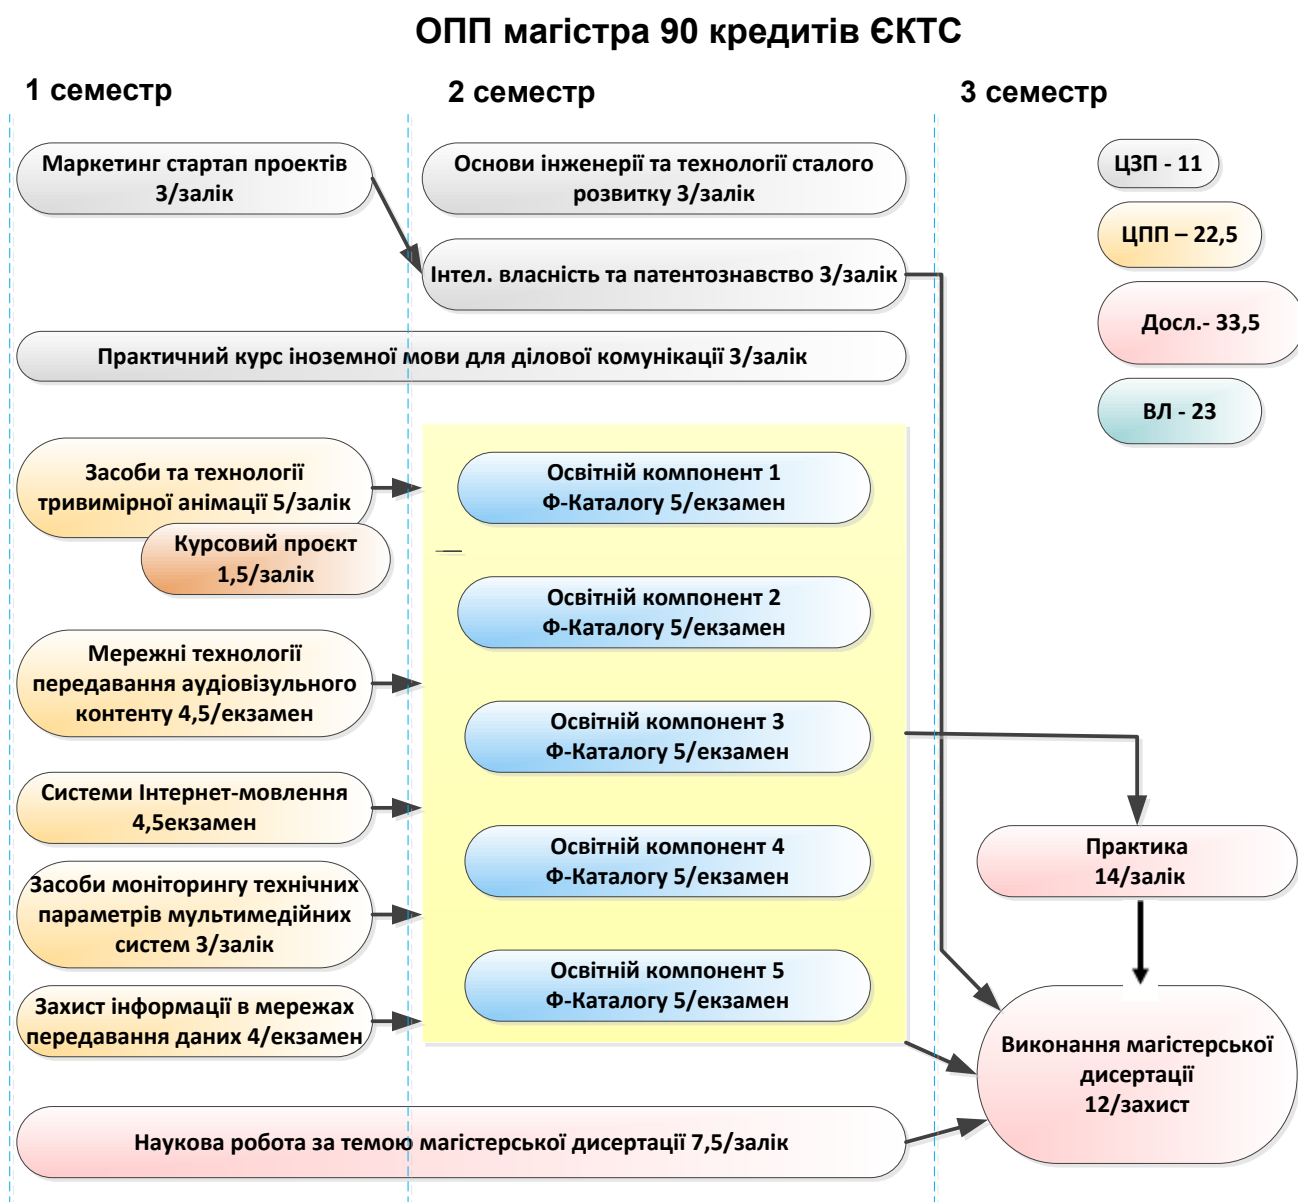 ОПП магістра 90 кредитів ЄКТС
1 семестр
2 семестр
3 семестр
Маркетинг стартап проектів
3/залік
Основи інженерії та технології сталого
розвитку 3/залік
Інтел. власність та патентознавство 3/залік
Практичний курс іноземної мови для ділової комунікації 3/залік
ЦЗП - 11
ЦПП – 22,5
Досл.- 33,5
ВЛ - 23
Засоби та технології
тривимірної анімації 5/залік
Курсовий проєкт
1,5/залік
Мережні технології
передавання аудіовізульного
контенту 4,5/екзамен
Системи Інтернет-мовлення
4,5екзамен
Засоби моніторингу технічних
параметрів мультимедійних
систем 3/залік
Захист інформації в мережах
передавання даних 4/екзамен
Освітній компонент 1
Ф-Каталогу 5/екзамен
Освітній компонент 2
Ф-Каталогу 5/екзамен
Освітній компонент 3
Ф-Каталогу 5/екзамен
Освітній компонент 4
Ф-Каталогу 5/екзамен
Освітній компонент 5
Ф-Каталогу 5/екзамен
Практика
14/залік
Виконання магістерської
дисертації
12/захист
Наукова робота за темою магістерської дисертації 7,5/залік